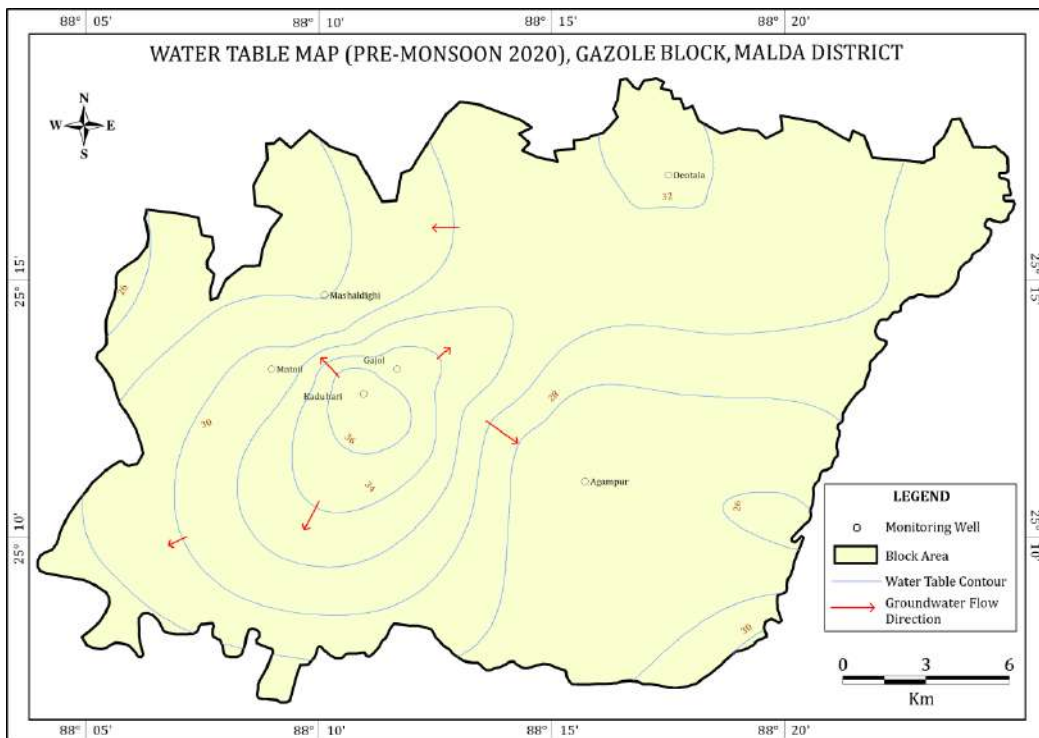 88° 05' 88° 10' 88° 15' 88° 20'
WATER TABLE MAP (PRE-MONSOON 2020), GAZOLE BLOCK, MALDA DISTRICT
N
W E
S
Deotala
32
25° 15' 25° 15'
26
Mashaldighi
Gajol
Matoil
Kaduhari
28
30
36
Agampur
34
26
LEGEND
Monitoring Well
Block Area
Water Table Contour
Groundwater Flow
Direction
25° 10' 25° 10'
30
0 3 6
Km
88° 05' 88° 10' 88° 15' 88° 20'